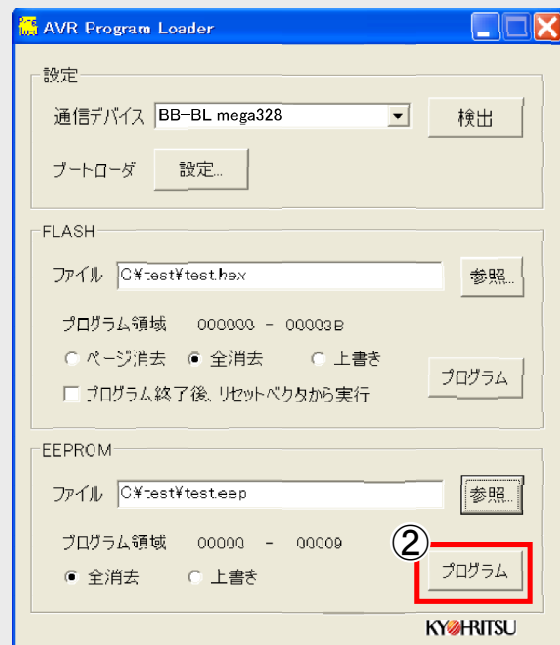 AVR Program Loader
設定
通信デバイス BB-BL mega328 検出
ブートローダ 設定...
FLASH
ファイル C¥test¥test.hex 参照...
プログラム領域 000000 - 00003B
ページ消去 全消去 上書き
プログラム終了後、リセットベクタから実行
プログラム
EEPROM
ファイル C¥test¥test.eep 参照...
プログラム領域 00000 - 00009
②
全消去 上書き プログラム
KYOHRITSU